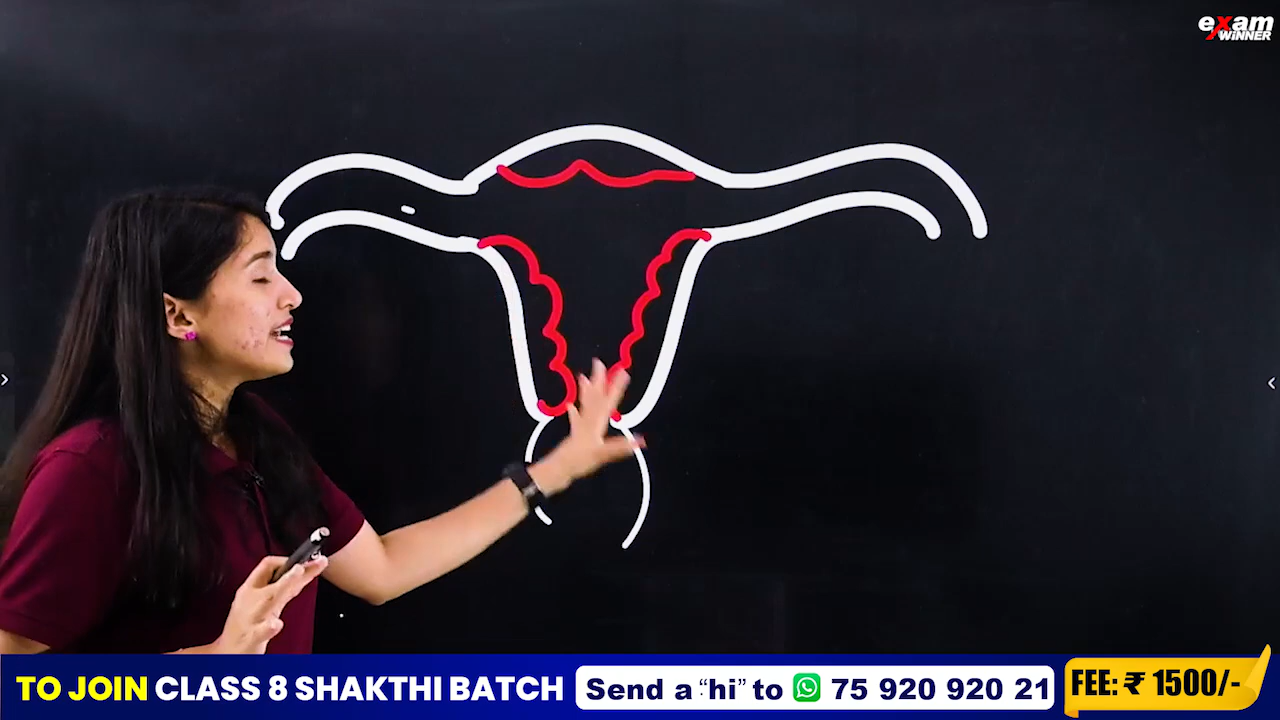 exam
WINNER
TO JOIN CLASS 8 SHAKTHI BATCH
Send a “hi” to 75 920 920 21
FEE: ₹ 1500/-